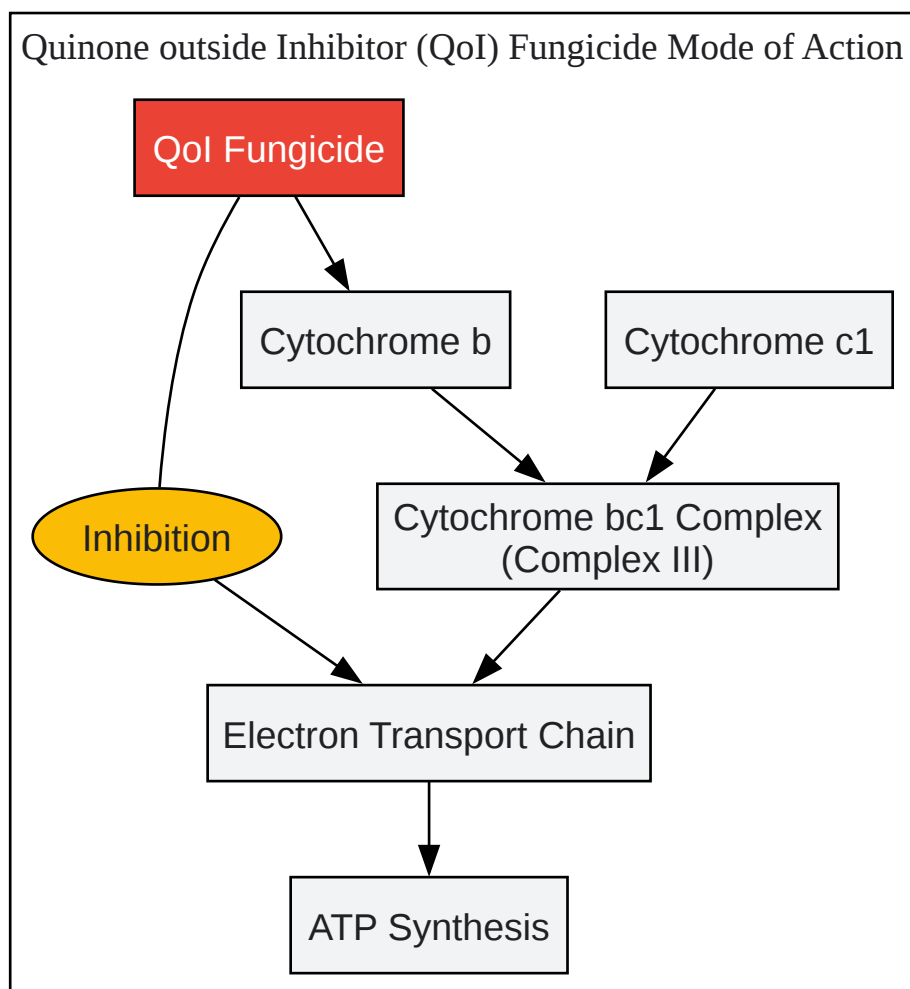 Quinone outside Inhibitor (QoI) Fungicide Mode of Action
QoI Fungicide
Cytochrome b
Cytochrome c1
Cytochrome bc1 Complex
(Complex III)
Inhibition
Electron Transport Chain
ATP Synthesis